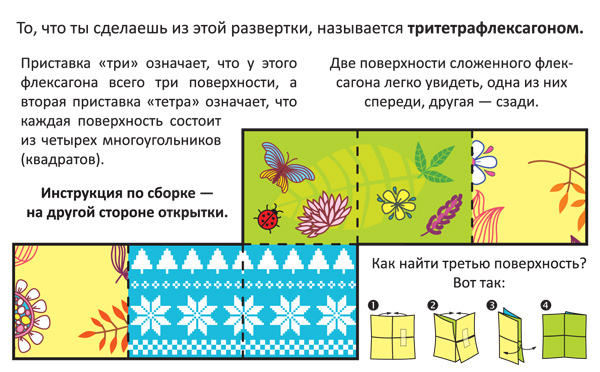 То, что ты сделаешь из этой развертки, называется тритетрафлексагоном.
Приставка «три» означает, что у этого
флексагона всего три поверхности, а
вторая приставка «тетра» означает, что
каждая поверхность состоит
из четырех многоугольников
(квадратов).
Две поверхности сложенного флек-
сагона легко увидеть, одна из них
спереди, другая — сзади.
Инструкция по сборке —
на другой стороне открытки.
Как найти третью поверхность?
Вот так:
1 2 3 4